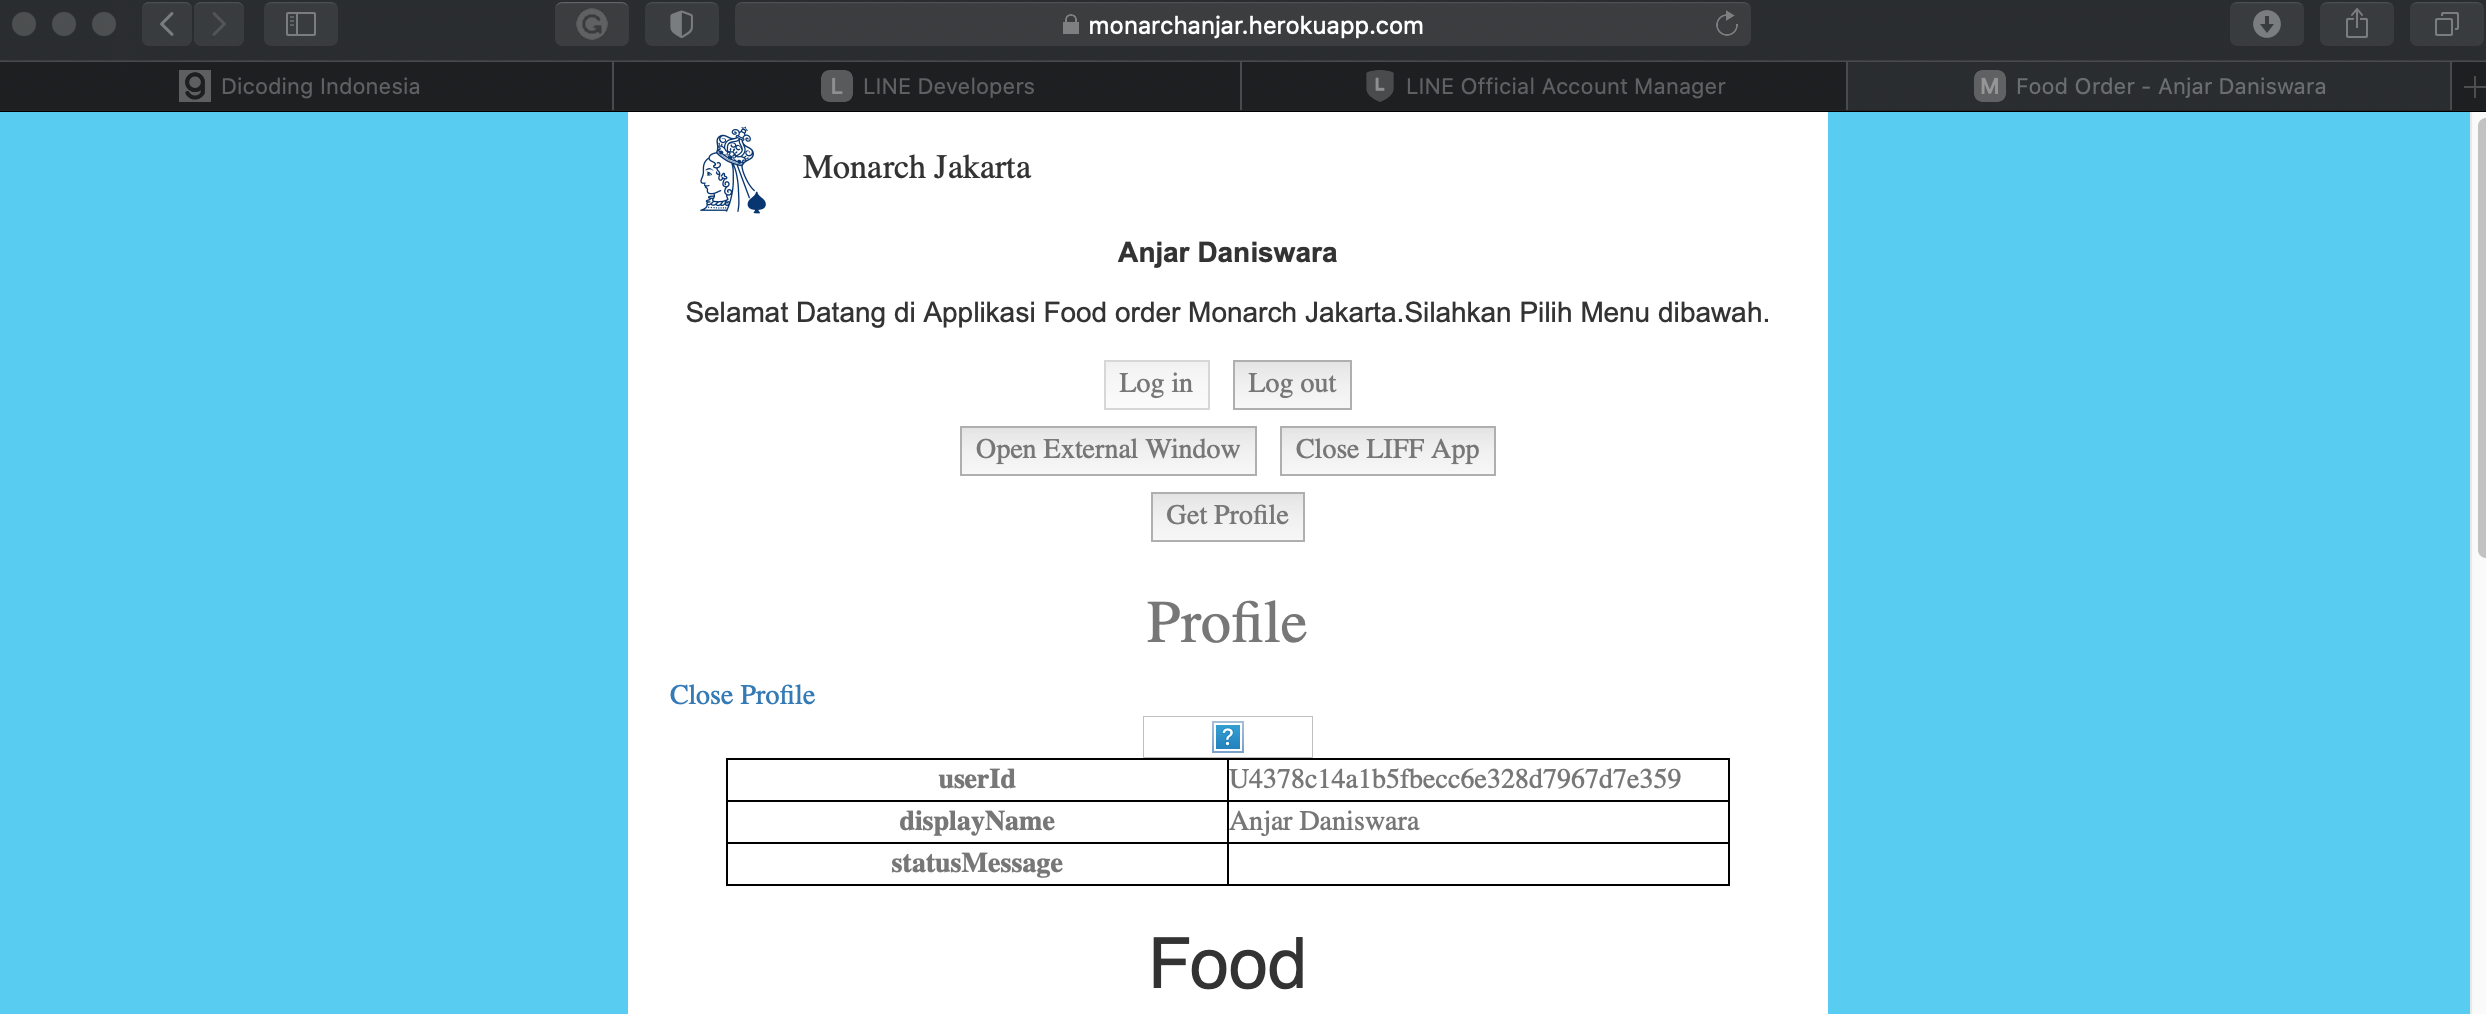 monarchanjar.herokuapp.com
Dicoding Indonesia
L LINE Developers
L LINE Official Account Manager
M Food Order - Anjar Daniswara
Monarch Jakarta
Anjar Daniswara
Selamat Datang di Applikasi Food order Monarch Jakarta.Silahkan Pilih Menu dibawah.
Log in Log out
Open External Window Close LIFF App
Get Profile
Profile
Close Profile
?
userId U4378c14a1b5fbecc6e328d7967d7e359
displayName Anjar Daniswara
statusMessage
Food